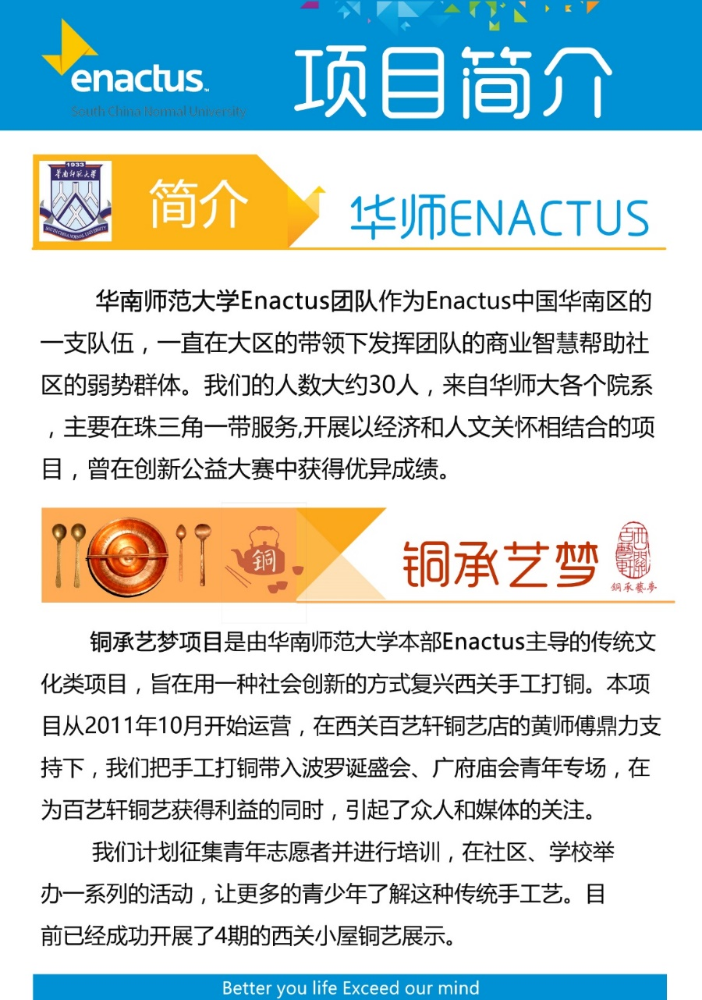 enactus™
South China Normal University
项目简介
1933
华南师范大学
SOUTH CHINA NORMAL UNIVERSITY
简介
华师ENACTUS
华南师范大学Enactus团队作为Enactus中国华南区的
一支队伍，一直在大区的带领下发挥团队的商业智慧帮助社
区的弱势群体。我们的人数大约30人，来自华师大各个院系
，主要在珠三角一带服务,开展以经济和人文关怀相结合的项
目，曾在创新公益大赛中获得优异成绩。
铜
铜承艺梦
西關百藝軒
銅承藝夢
铜承艺梦项目是由华南师范大学本部Enactus主导的传统文
化类项目，旨在用一种社会创新的方式复兴西关手工打铜。本项
目从2011年10月开始运营，在西关百艺轩铜艺店的黄师傅鼎力支
持下，我们把手工打铜带入波罗诞盛会、广府庙会青年专场，在
为百艺轩铜艺获得利益的同时，引起了众人和媒体的关注。
我们计划征集青年志愿者并进行培训，在社区、学校举
办一系列的活动，让更多的青少年了解这种传统手工艺。目
前已经成功开展了4期的西关小屋铜艺展示。
Better you life Exceed our mind